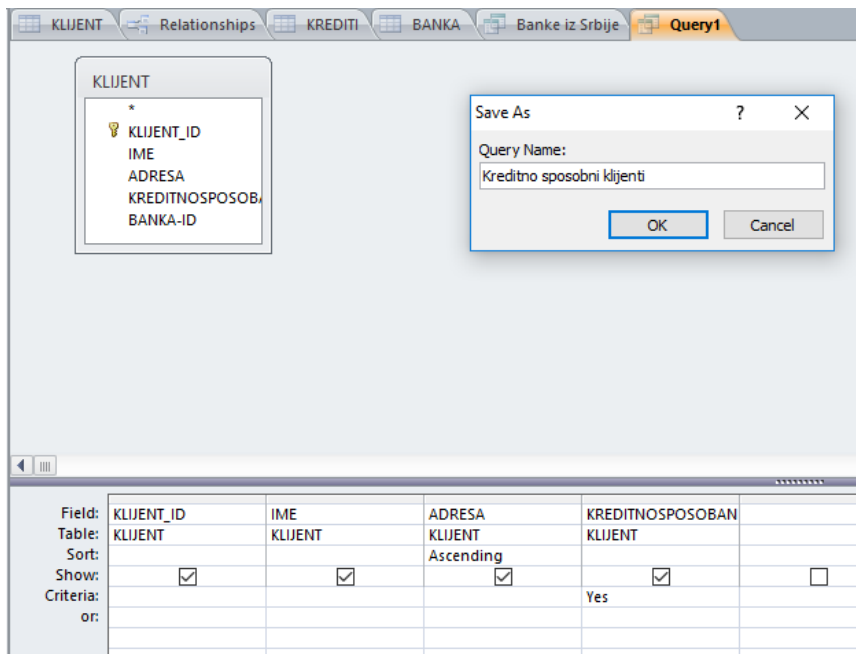 KLIJENT Relationships KREDITI BANKA Banke iz Srbije Query1
KLIJENT
*
KLIJENT_ID
IME
ADRESA
KREDITNOSPOSOBA
BANKA-ID
Save As ?
Query Name:
Kreditno sposobni klijenti
OK Cancel
Field: KLIJENT_ID IME ADRESA KREDITNOSPOSOBAN
Table: KLIJENT KLIJENT KLIJENT KLIJENT
Sort: Ascending
Show:
Criteria: Yes
or: